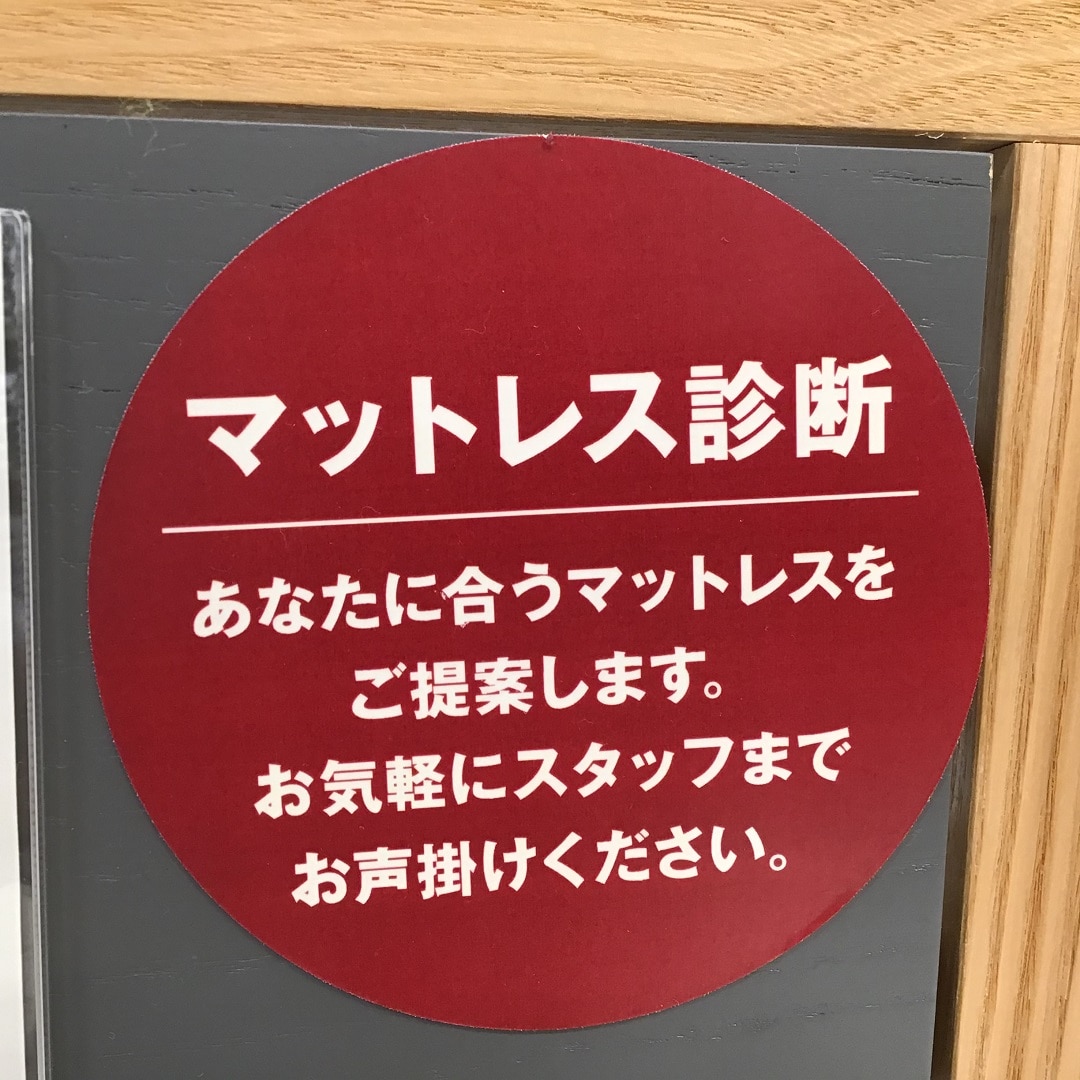 マットレス診断
あなたに合うマットレスを
ご提案します。
お気軽にスタッフまで
お声掛けください。